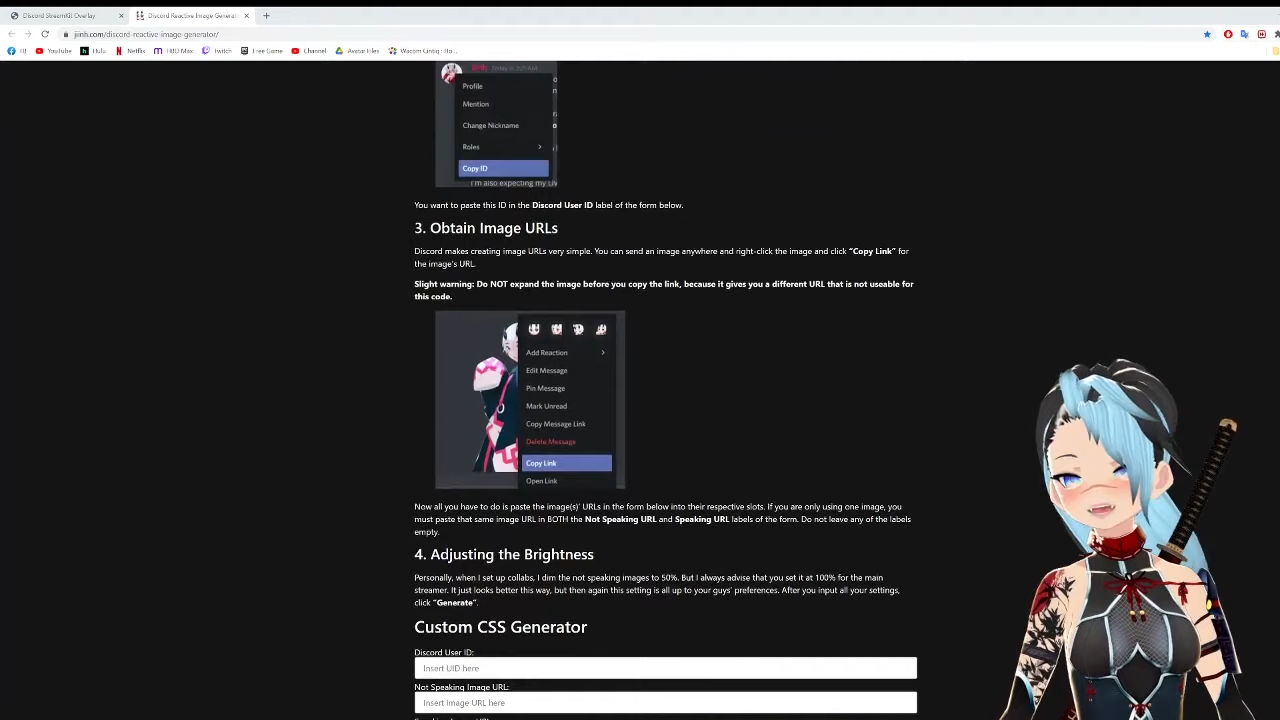 Discord StreamKit Overlay
Discord Reactive Image Generat
jiinh.com/discord-reactive-image-generator/
FB YouTube Hulu Netflix HBO Max Twitch Free Game Channel Avatar Files Wacom Cintiq : Ho...
Profile
Mention
Change Nickname
Roles
Copy ID
I'm also expecting my Liv
You want to paste this ID in the Discord User ID label of the form below.
3. Obtain Image URLs
Discord makes creating image URLs very simple. You can send an image anywhere and right-click the image and click “Copy Link” for
the image's URL.
Slight warning: Do NOT expand the image before you copy the link, because it gives you a different URL that is not useable for
this code.
Add Reaction
Edit Message
Pin Message
Mark Unread
Copy Message Link
Delete Message
Copy Link
Open Link
Now all you have to do is paste the image(s)' URLs in the form below into their respective slots. If you are only using one image, you
must paste that same image URL in BOTH the Not Speaking URL and Speaking URL labels of the form. Do not leave any of the labels
empty.
4. Adjusting the Brightness
Personally, when I set up collabs, I dim the not speaking images to 50%. But I always advise that you set it at 100% for the main
streamer. It just looks better this way, but then again this setting is all up to your guys' preferences. After you input all your settings,
click “Generate”.
Custom CSS Generator
Discord User ID:
Insert UID here
Not Speaking Image URL:
Insert image URL here